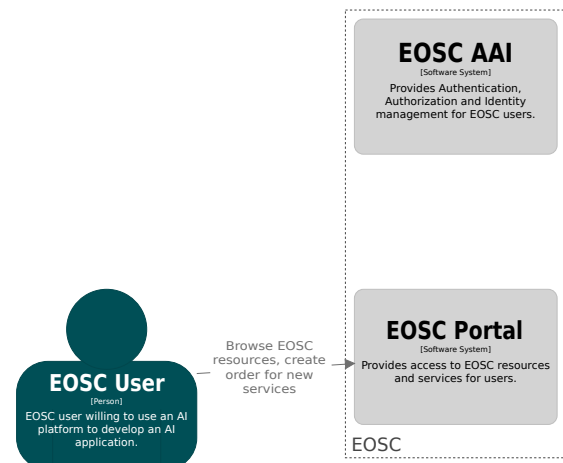 EOSC AAI
[Software System]
Provides Authentication,
Authorization and Identity
management for EOSC users.
EOSC User
[Person]
EOSC user willing to use an AI
platform to develop an AI
application.
Browse EOSC
resources, create
order for new
services
EOSC Portal
[Software System]
Provides access to EOSC resources
and services for users.
EOSC